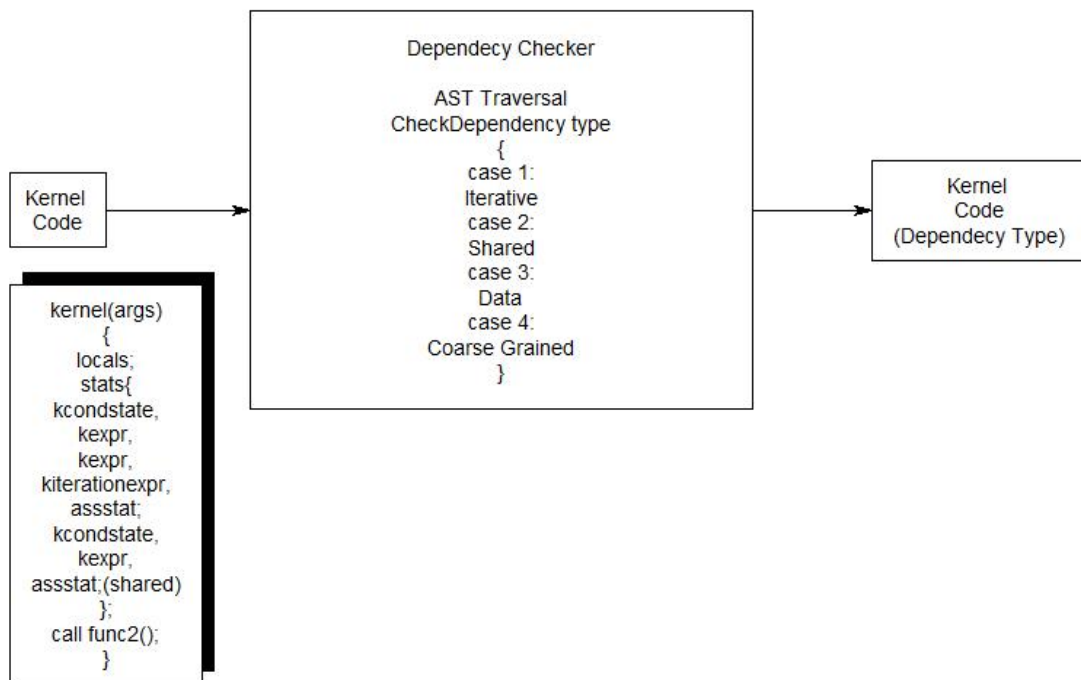 Dependecy Checker
AST Traversal
CheckDependency type
{
case 1:
Iterative
case 2:
Shared
case 3:
Data
case 4:
Coarse Grained
}
Kernel
Code
Kernel
Code
(Dependecy Type)
kernel(args)
{
locals;
stats{
kcondstate,
kexpr,
kexpr,
kiterationexpr,
assstat;
kcondstate,
kexpr,
assstat;(shared)
};
call func2();
}